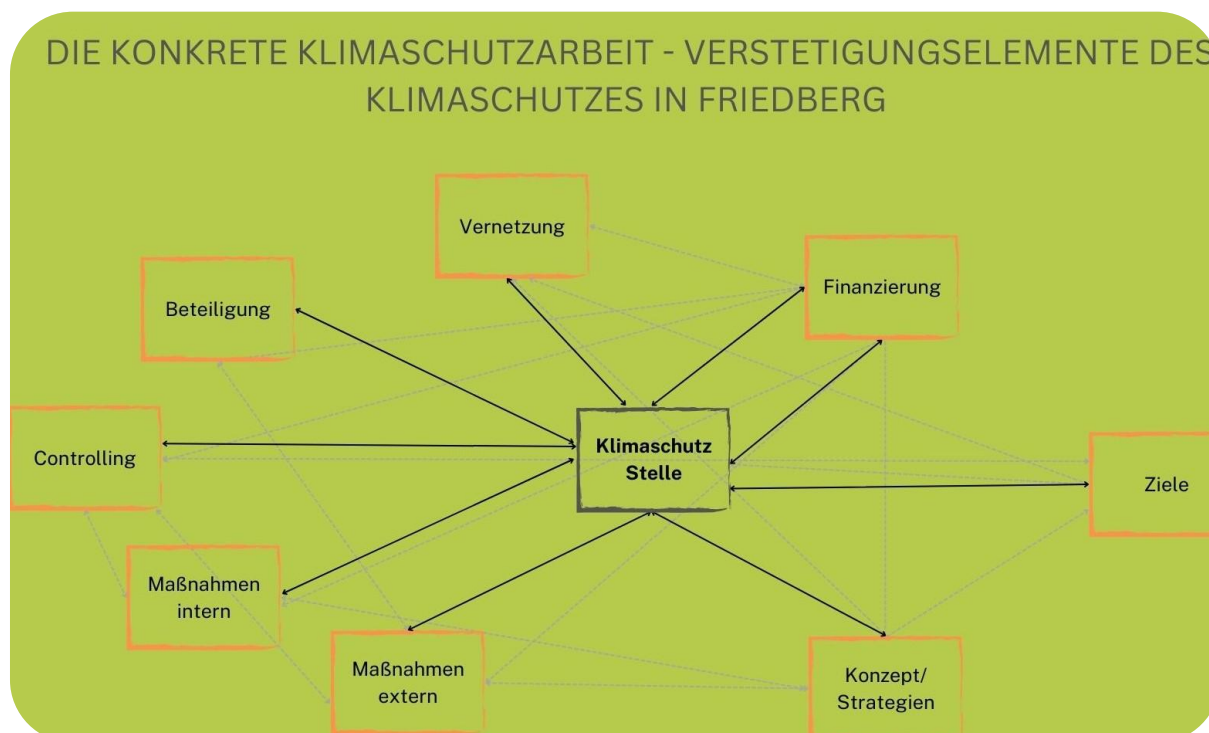 DIE KONKRETE KLIMASCHUTZARBEIT - VERSTETIGUNGSELEMENTE DES
KLIMASCHUTZES IN FRIEDBERG
Vernetzung
Finanzierung
Beteiligung
Klimaschutz
Stelle
Controlling
Ziele
Maßnahmen
intern
Maßnahmen
extern
Konzept/
Strategien